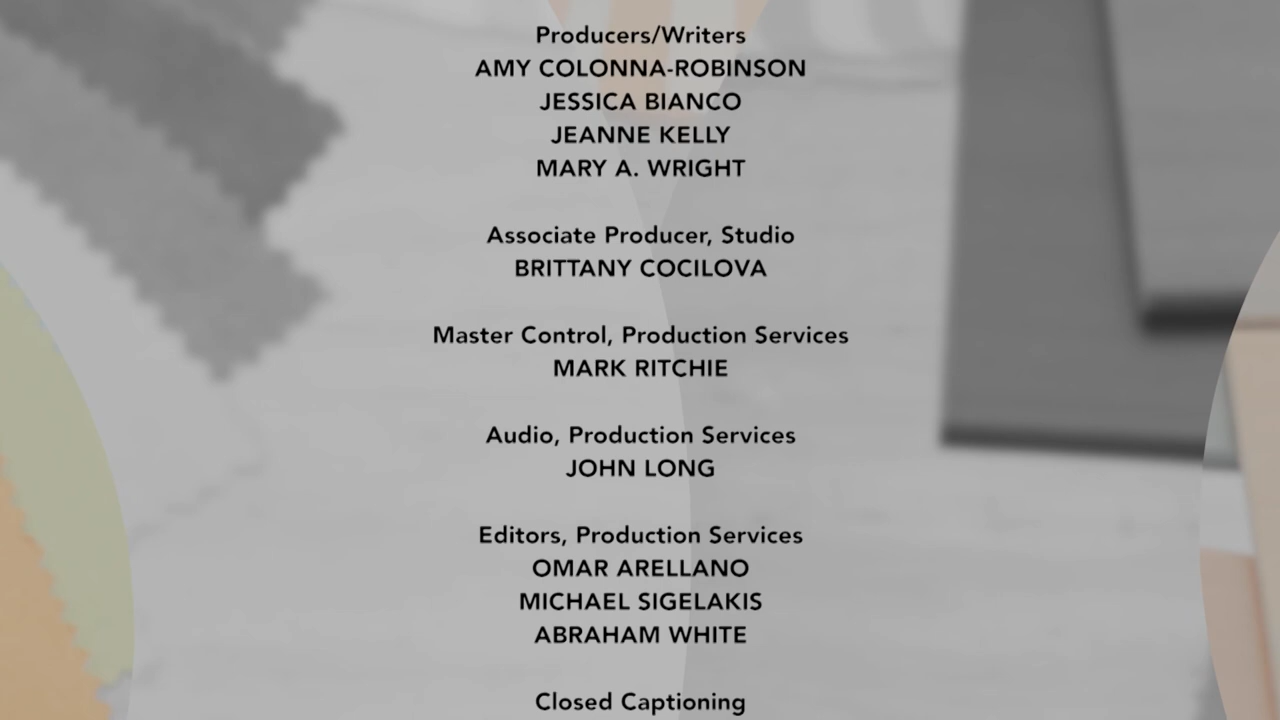 Producers/Writers
AMY COLONNA-ROBINSON
JESSICA BIANCO
JEANNE KELLY
MARY A. WRIGHT
Associate Producer, Studio
BRITTANY COCILOVA
Master Control, Production Services
MARK RITCHIE
Audio, Production Services
JOHN LONG
Editors, Production Services
OMAR ARELLANO
MICHAEL SIGELAKIS
ABRAHAM WHITE
Closed Captioning